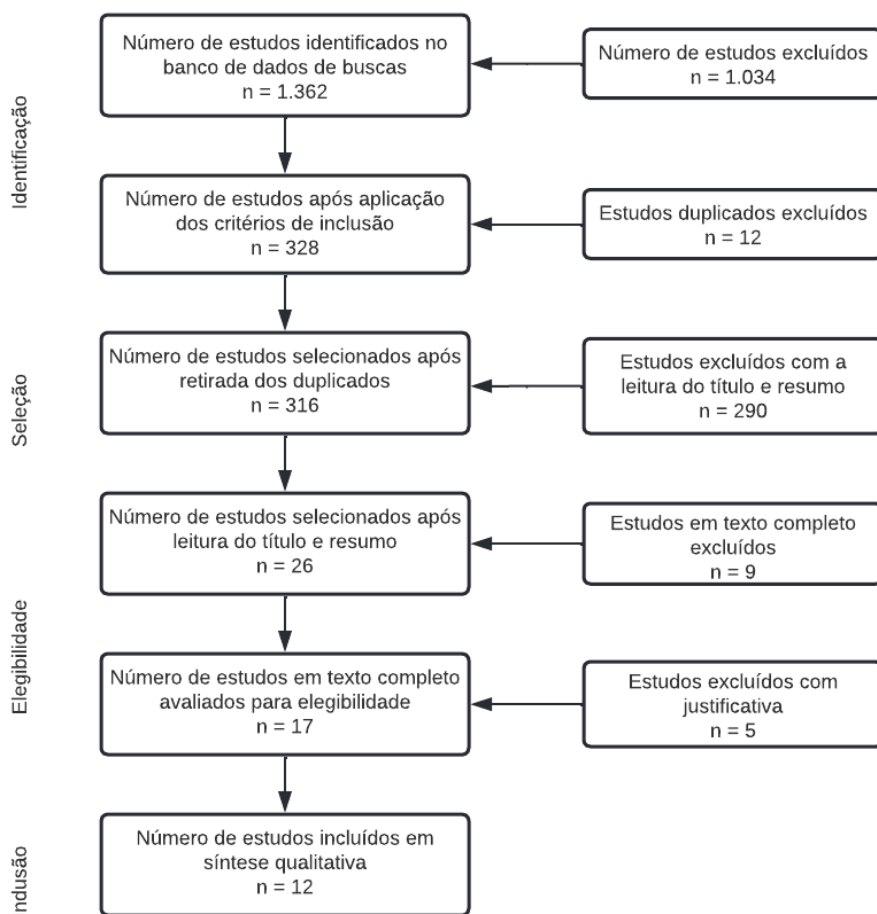 Identificação
Número de estudos identificados no
banco de dados de buscas
n = 1.362
Número de estudos excluídos
n = 1.034
Número de estudos após aplicação
dos critérios de inclusão
n = 328
Estudos duplicados excluídos
n = 12
Seleção
Número de estudos selecionados após
retirada dos duplicados
n = 316
Estudos excluídos com a
leitura do título e resumo
n = 290
Número de estudos selecionados após
leitura do título e resumo
n = 26
Estudos em texto completo
excluídos
n = 9
Elegibilidade
Número de estudos em texto completo
avaliados para elegibilidade
n = 17
Estudos excluídos com
justificativa
n = 5
Número de estudos incluídos em
síntese qualitativa
n = 12